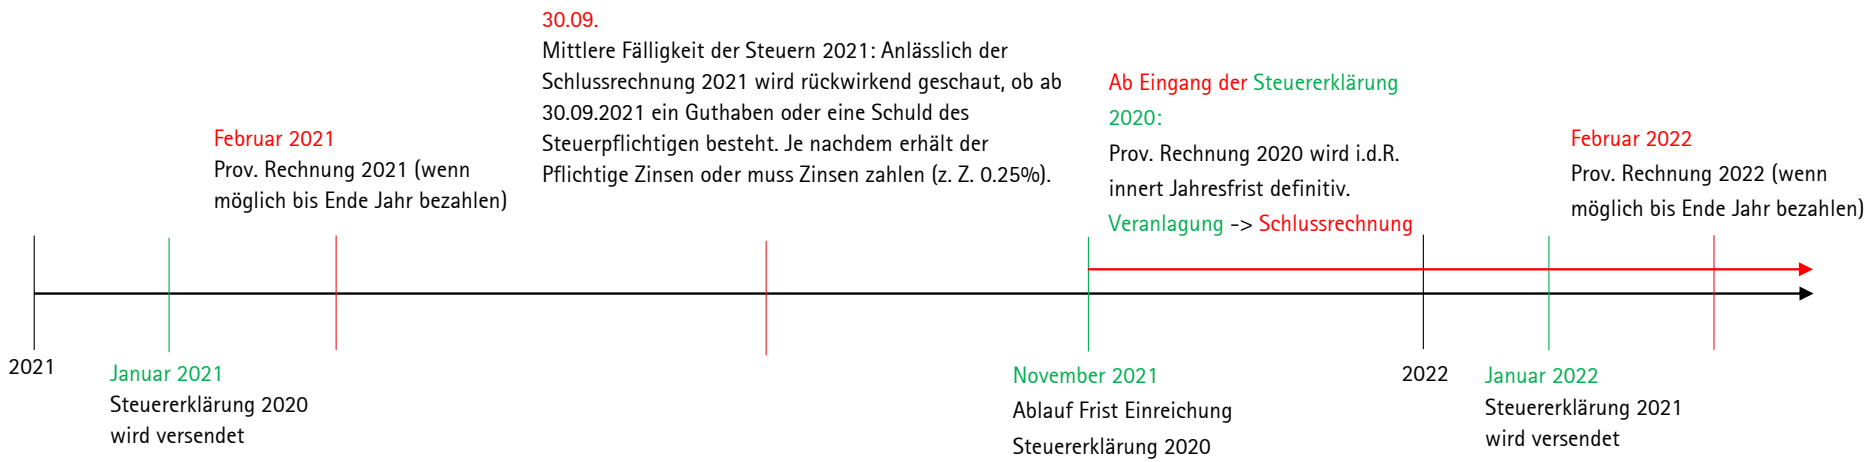 30.09.
Mittlere Fälligkeit der Steuern 2021: Anlässlich der
Schlussrechnung 2021 wird rückwirkend geschaut, ob ab
30.09.2021 ein Guthaben oder eine Schuld des
Steuerpflichtigen besteht. Je nachdem erhält der
Pflichtige Zinsen oder muss Zinsen zahlen (z. Z. 0.25%).
Ab Eingang der Steuererklärung
2020:
Prov. Rechnung 2020 wird i.d.R.
innert Jahresfrist definitiv.
Veranlagung -> Schlussrechnung
Februar 2021
Prov. Rechnung 2021 (wenn
möglich bis Ende Jahr bezahlen)
Februar 2022
Prov. Rechnung 2022 (wenn
möglich bis Ende Jahr bezahlen)
2021
Januar 2021
Steuererklärung 2020
wird versendet
November 2021
Ablauf Frist Einreichung
Steuererklärung 2020
2022
Januar 2022
Steuererklärung 2021
wird versendet